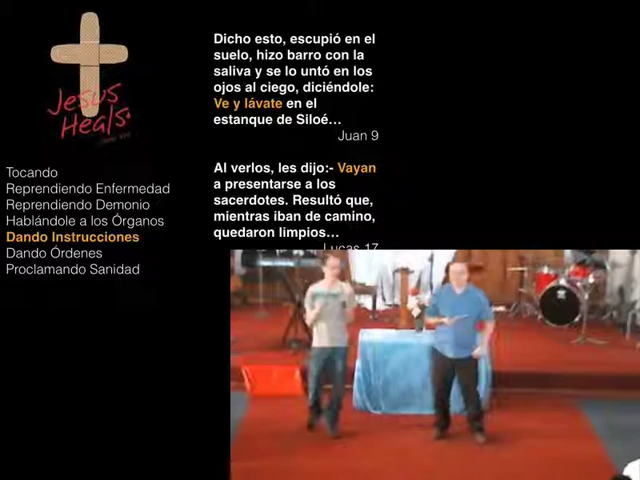 Jesus
Heals.
Tocando
Reprendiendo Enfermedad
Reprendiendo Demonio
Hablándole a los Órganos
Dando Instrucciones
Dando Órdenes
Proclamando Sanidad
Dicho esto, escupió en el
suelo, hizo barro con la
saliva y se lo untó en los
ojos al ciego, diciéndole:
Ve y lávate en el
estanque de Siloé…
Juan 9
Al verlos, les dijo:- Vayan
a presentarse a los
sacerdotes. Resultó que,
mientras iban de camino,
quedaron limpios…
Lucas 17